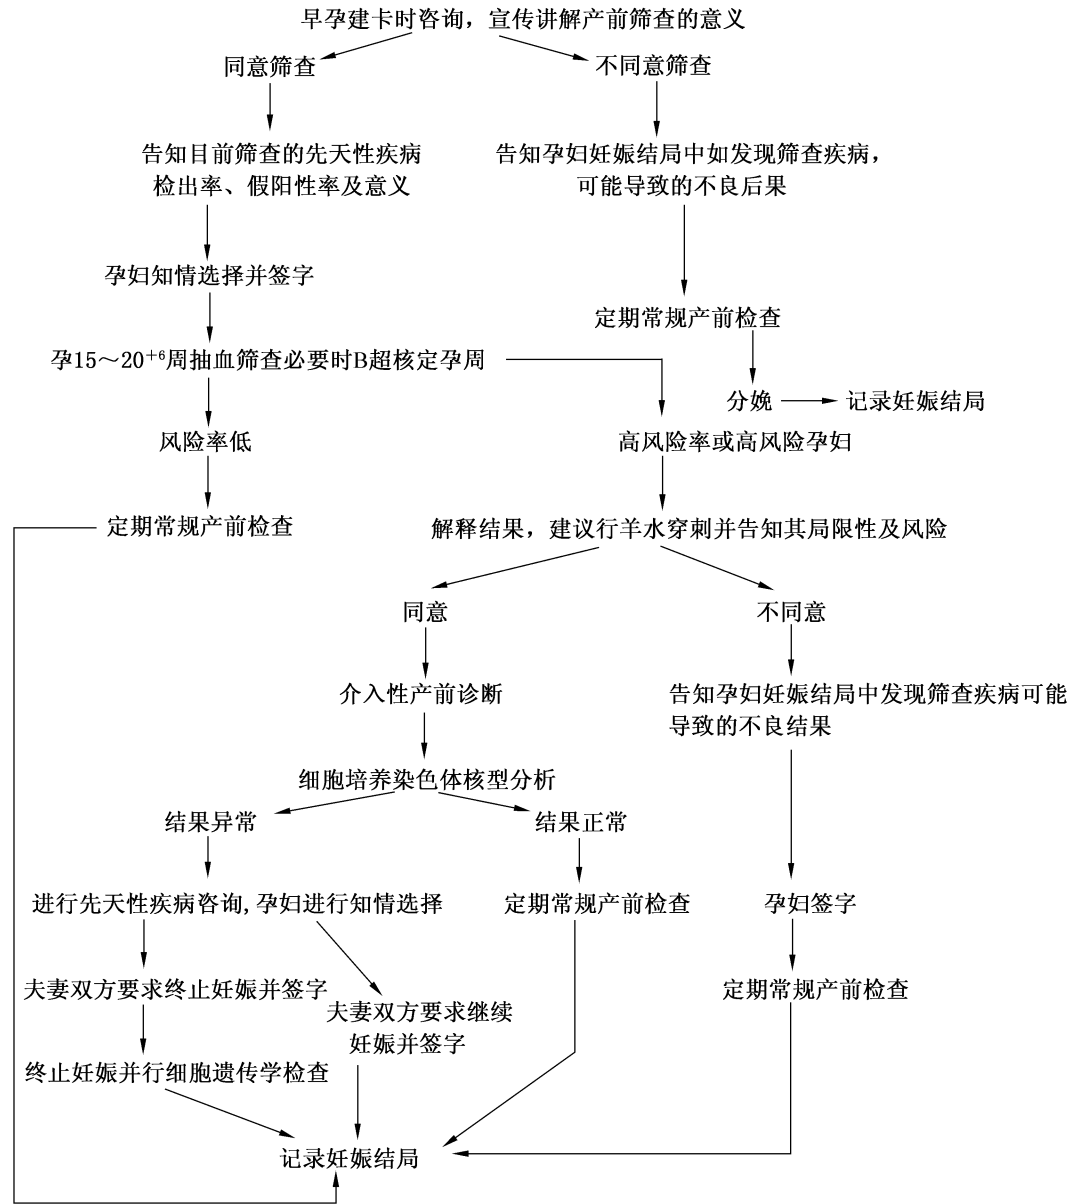 早孕建卡时咨询，宣传讲解产前筛查的意义
同意筛查
不同意筛查
告知目前筛查的先天性疾病
检出率、假阳性率及意义
告知孕妇妊娠结局中如发现筛查疾病，
可能导致的不良后果
孕妇知情选择并签字
定期常规产前检查
孕15～20⁺⁶周抽血筛查必要时B超核定孕周
分娩
记录妊娠结局
风险率低
高风险率或高风险孕妇
定期常规产前检查
解释结果，建议行羊水穿刺并告知其局限性及风险
同意
不同意
介入性产前诊断
告知孕妇妊娠结局中发现筛查疾病可能
导致的不良结果
细胞培养染色体核型分析
结果异常
结果正常
进行先天性疾病咨询,孕妇进行知情选择
定期常规产前检查
孕妇签字
夫妻双方要求终止妊娠并签字
定期常规产前检查
夫妻双方要求继续
妊娠并签字
终止妊娠并行细胞遗传学检查
记录妊娠结局